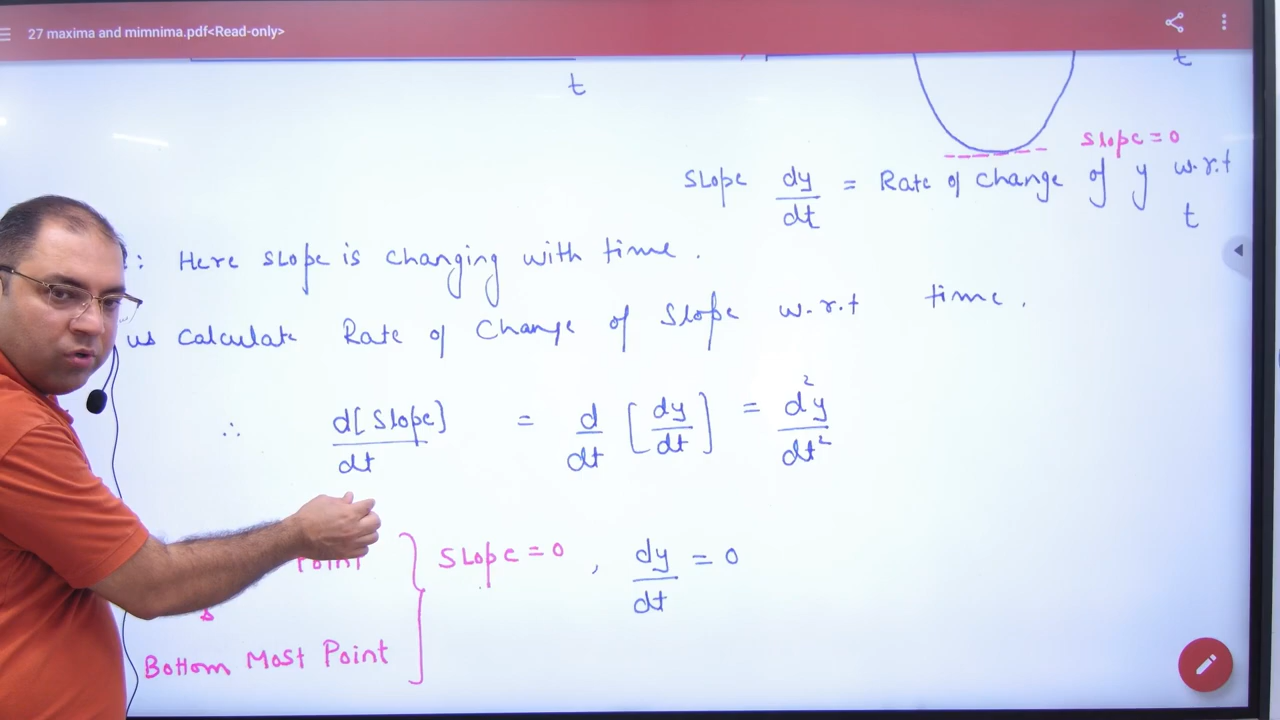 27 maxima and mimnima.pdf<Read-only>
t
t
Slope = 0
Slope dy/dt = Rate of change of y w.r.t t
: Here slope is changing with time.
us calculate Rate of change of slope w.r.t time.
∴ d[Slope]/dt = d/dt [dy/dt] = d²y/dt²
Point
&
Bottom Most Point
Slope = 0 , dy/dt = 0